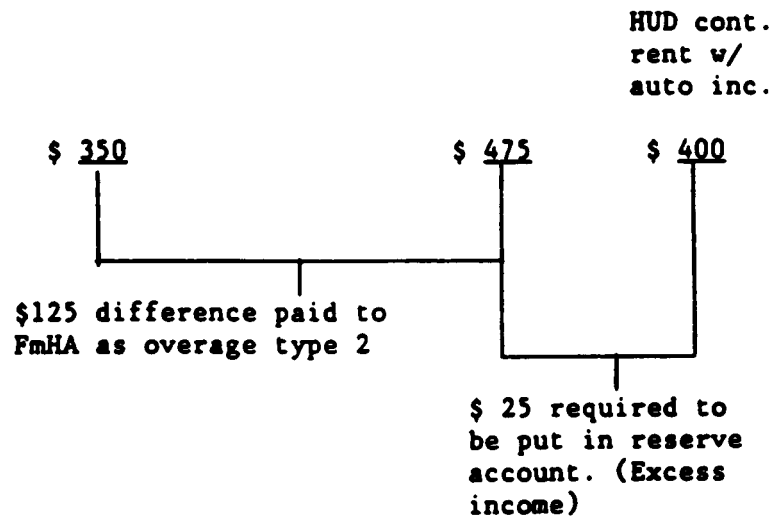 HUD cont.
rent w/
auto inc.
$ 350 $ 475 $ 400
$125 difference paid to
FmHA as overage type 2
$ 25 required to
be put in reserve
account. (Excess
income)